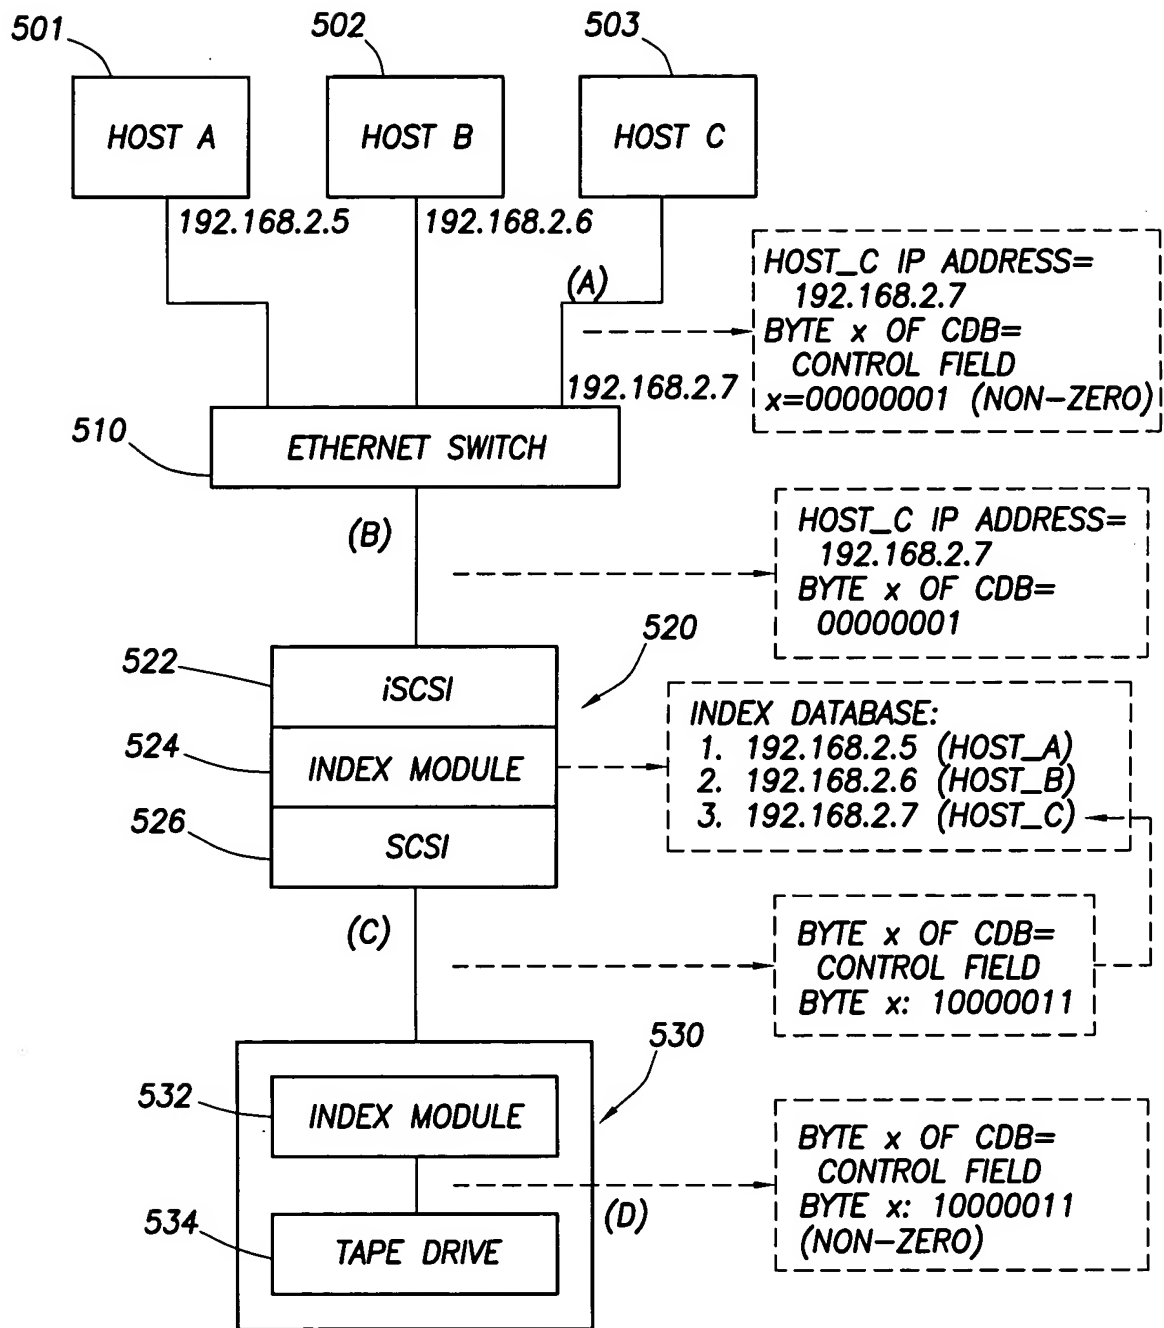 501
502
503
HOST A
HOST B
HOST C
192.168.2.5
192.168.2.6
(A)
192.168.2.7
HOST_C IP ADDRESS=
192.168.2.7
BYTE x OF CDB=
CONTROL FIELD
x=00000001 (NON-ZERO)
510
ETHERNET SWITCH
(B)
HOST_C IP ADDRESS=
192.168.2.7
BYTE x OF CDB=
00000001
520
522
iSCSI
524
INDEX MODULE
526
SCSI
INDEX DATABASE:
1. 192.168.2.5 (HOST_A)
2. 192.168.2.6 (HOST_B)
3. 192.168.2.7 (HOST_C)
(C)
BYTE x OF CDB=
CONTROL FIELD
BYTE x: 10000011
530
532
INDEX MODULE
534
TAPE DRIVE
(D)
BYTE x OF CDB=
CONTROL FIELD
BYTE x: 10000011
(NON-ZERO)